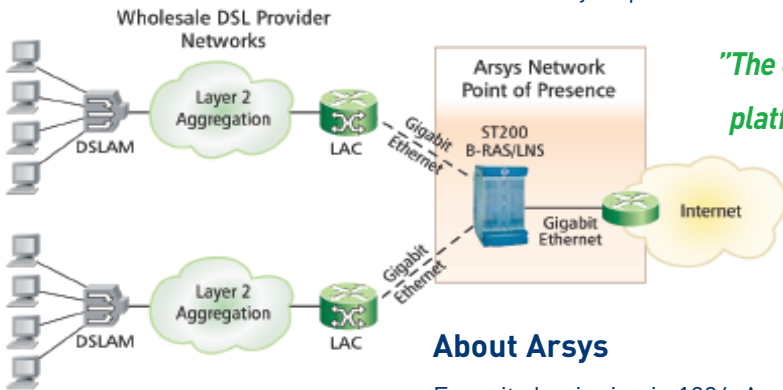 Wholesale DSL Provider
Networks
Layer 2
Aggregation
DSLAM
LAC
Gigabit
Ethernet
Arsys Network
Point of Presence
ST200
B-RAS/LNS
Gigabit
Ethernet
Internet
"The
platf
Layer 2
Aggregation
DSLAM
LAC
Gigabit
Ethernet
About Arsys